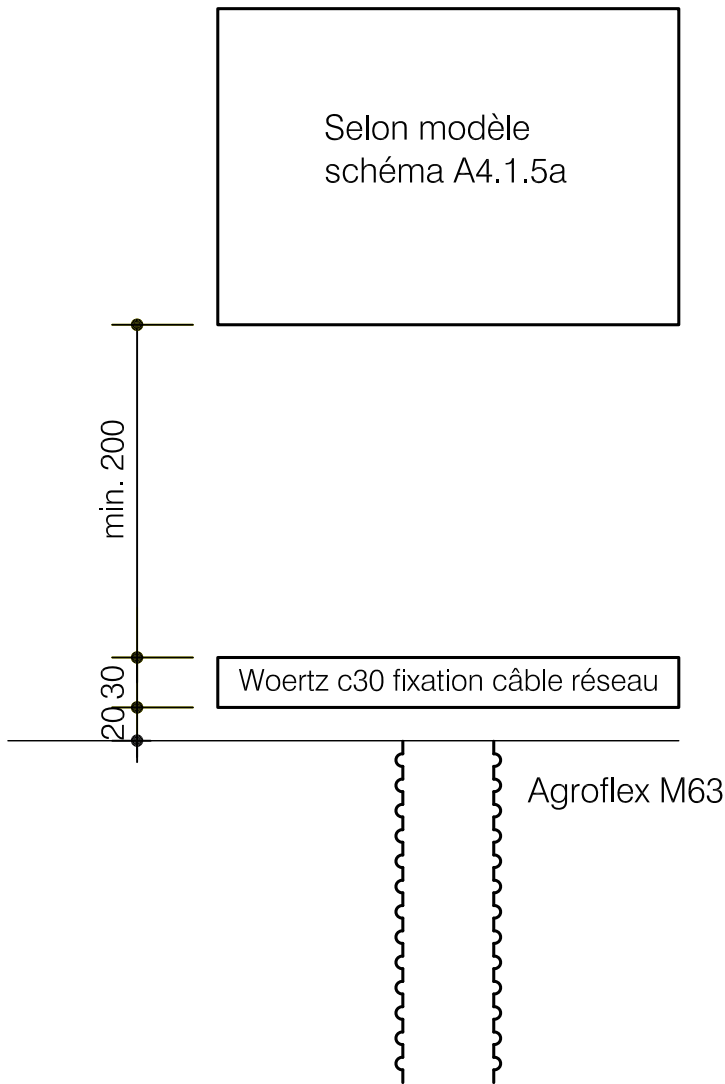 Selon modèle
schéma A4.1.5a
min. 200
30
Woertz c30 fixation câble réseau
20
Agroflex M63